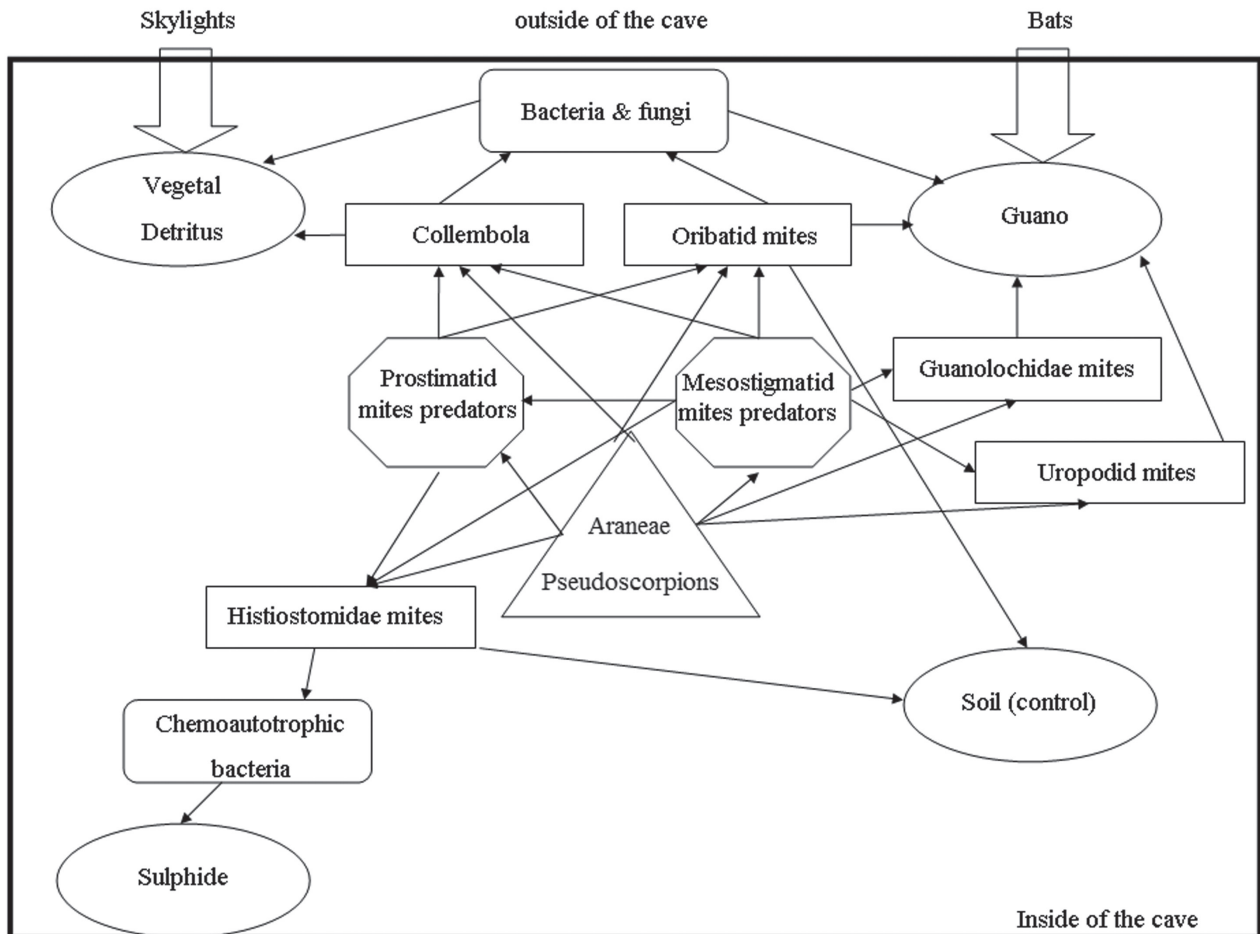 Skylights
outside of the cave
Bats
Bacteria & fungi
Vegetal
Detritus
Collembola
Oribatid mites
Guano
Prostimatid
mites predators
Mesostigmatid
mites predators
Guanolochidae mites
Uropodid mites
Araneae
Pseudoscorpions
Histiostomidae mites
Soil (control)
Chemoautotrophic
bacteria
Sulphide
Inside of the cave